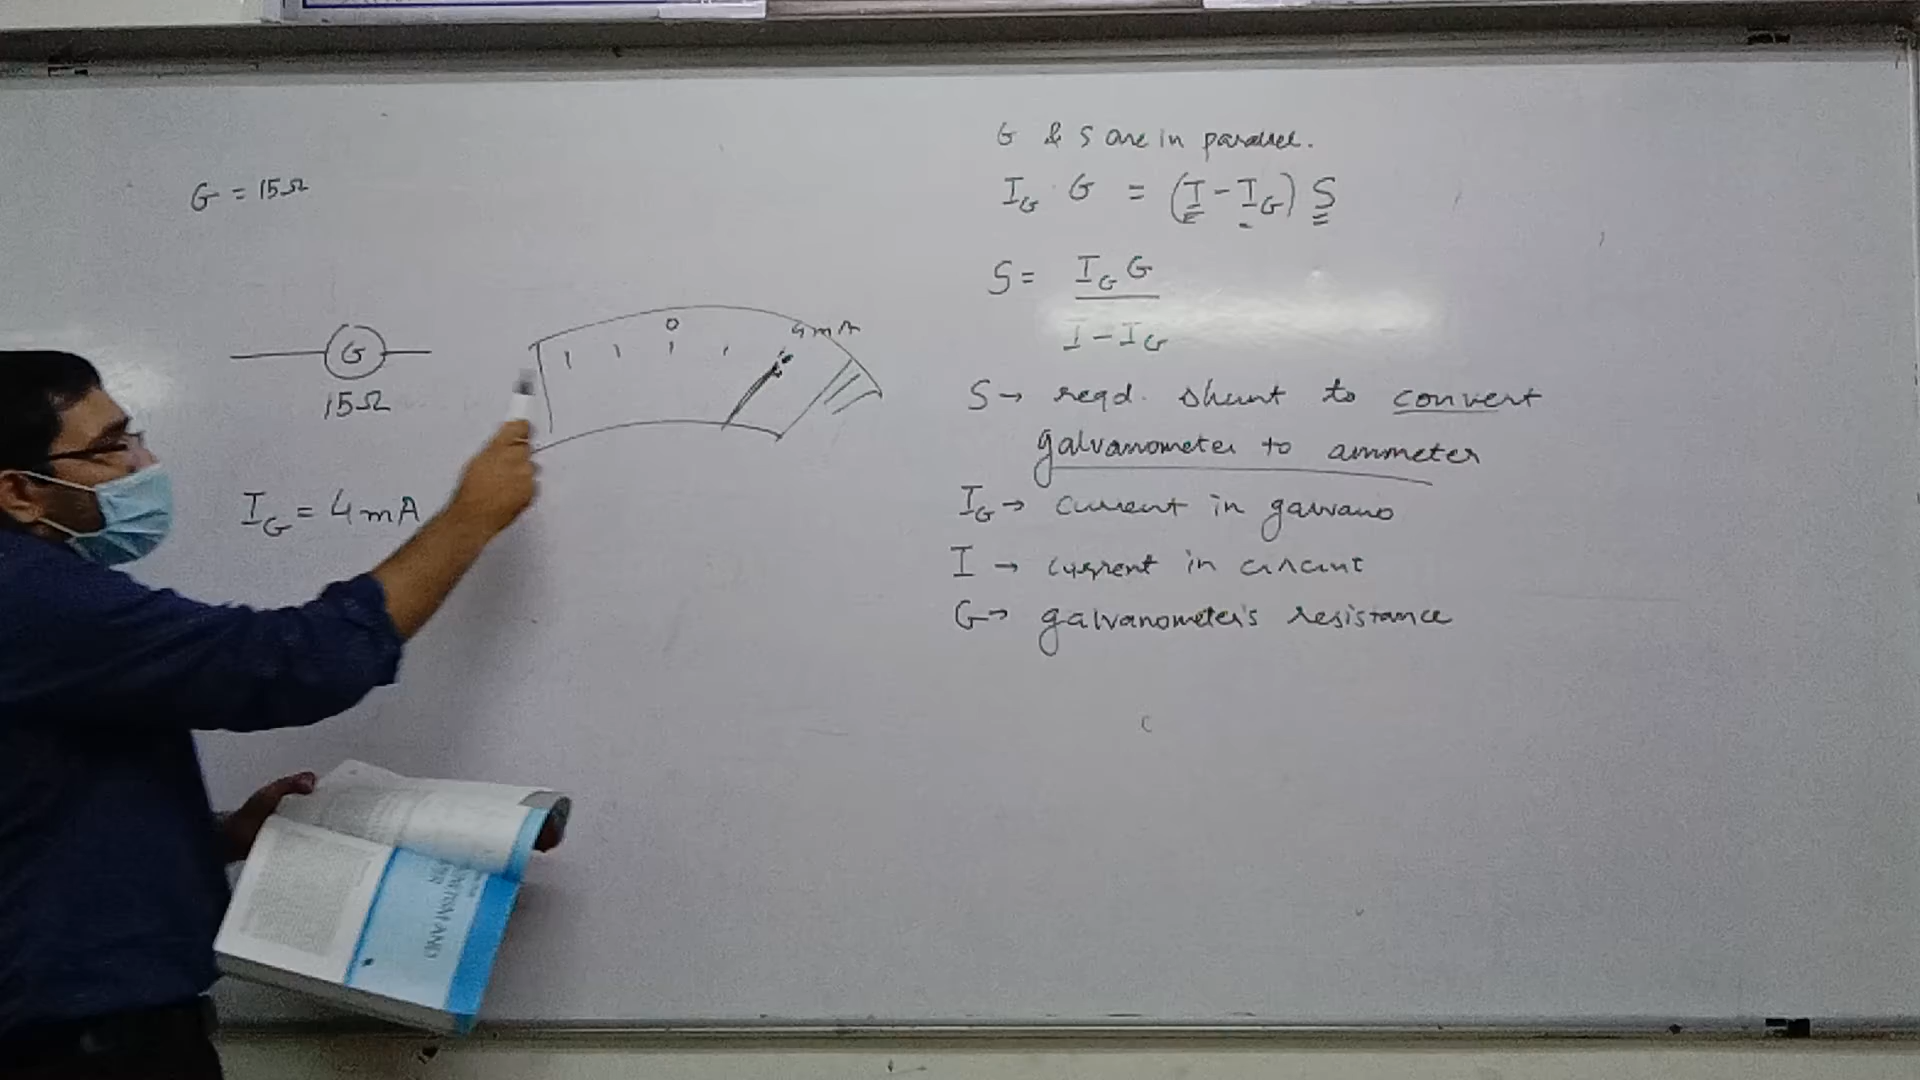 G = 15Ω
G
15Ω
I_G = 4mA
0
4mA
G & S are in parallel.
I_G G = (I - I_G) S
S = I_G G
I - I_G
S → reqd. shunt to convert
galvanometer to ammeter
I_G → current in galvano
I → current in circuit
G → galvanometer's resistance
AND